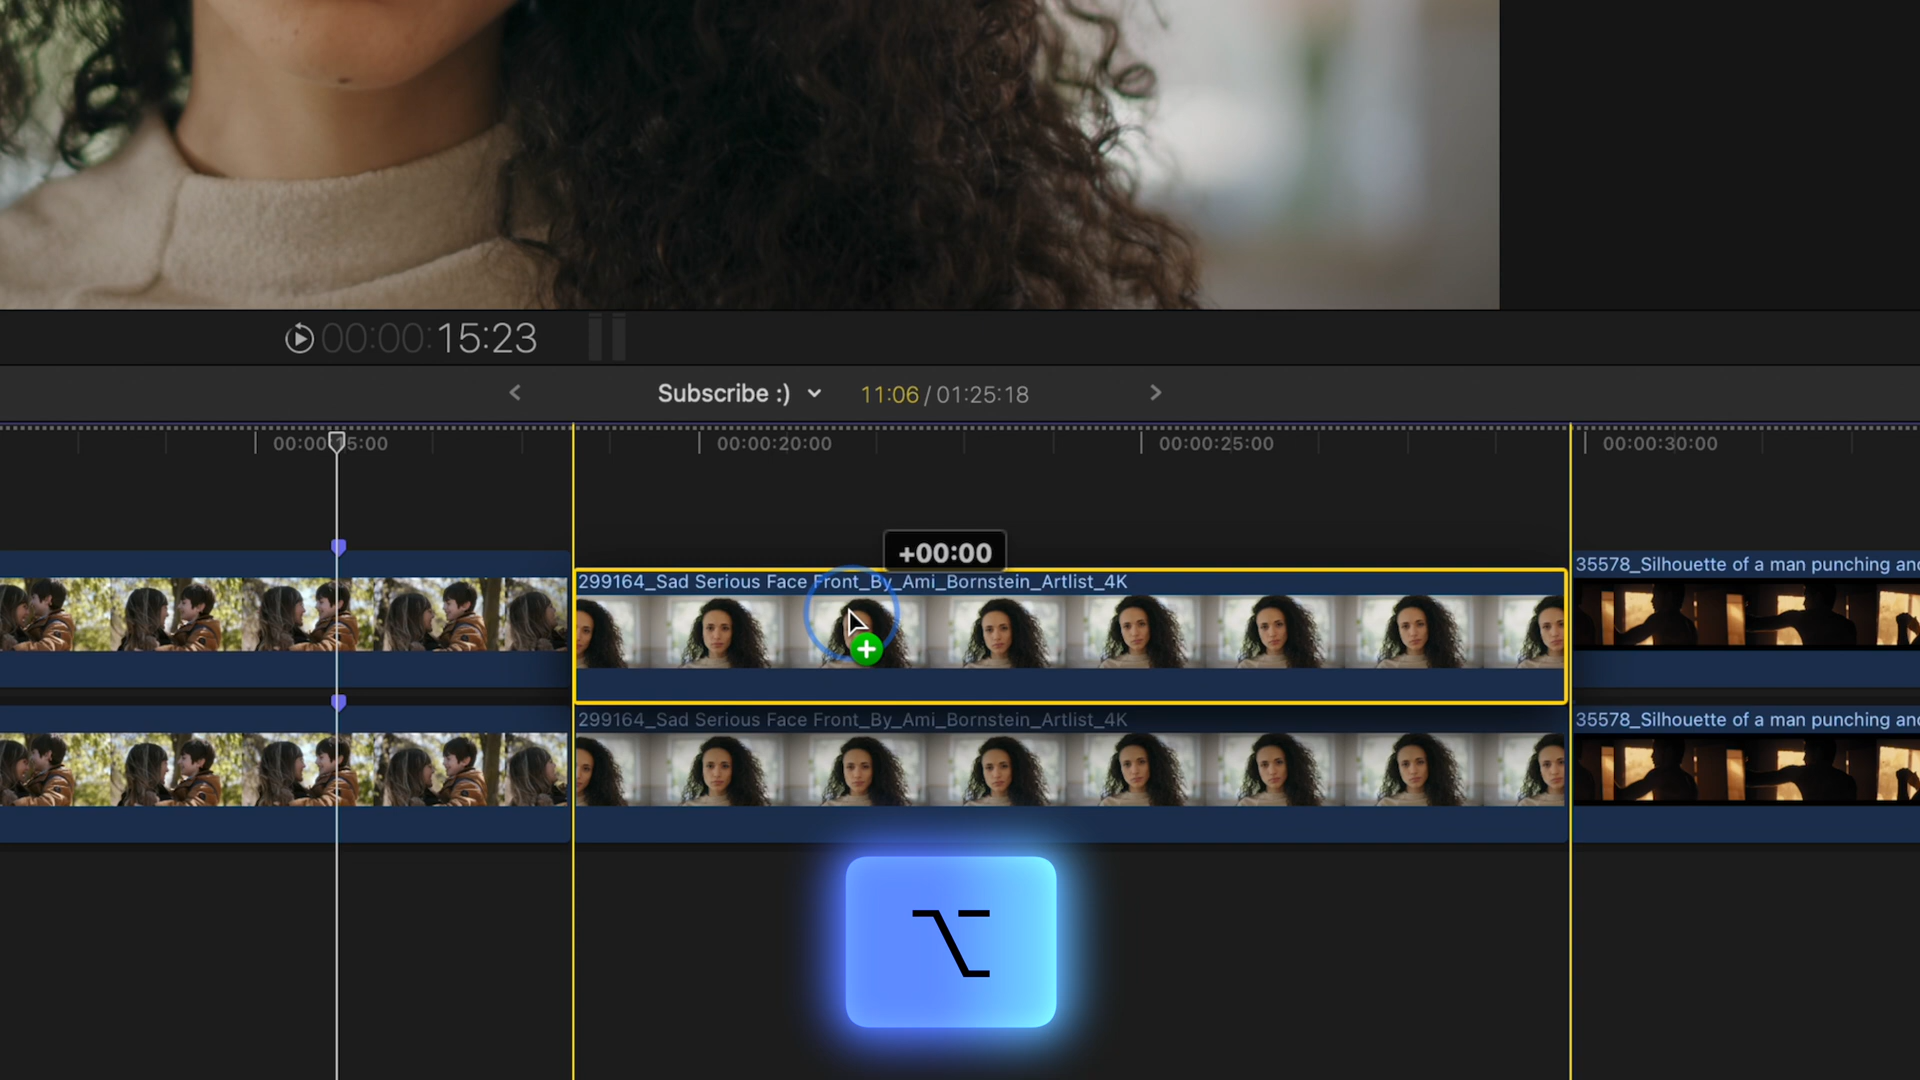 00:00:15:23
Subscribe :)
11:06 / 01:25:18
00:00:15:00
00:00:20:00
00:00:25:00
00:00:30:00
+00:00
299164_Sad Serious Face Front_By_Ami_Bornstein_Artlist_4K
35578_Silhouette of a man punching and
299164_Sad Serious Face Front_By_Ami_Bornstein_Artlist_4K
35578_Silhouette of a man punching and
⌥